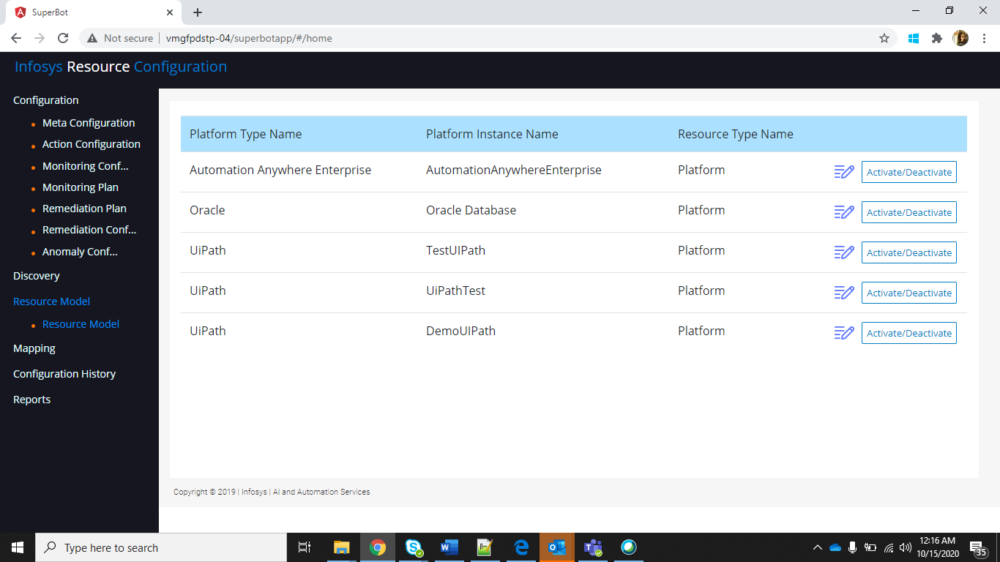 SuperBot
Not secure vmgfpdstp-04/superbotapp/#/home
Infosys Resource Configuration
Configuration
Meta Configuration
Action Configuration
Monitoring Conf...
Monitoring Plan
Remediation Plan
Remediation Conf...
Anomaly Conf...
Discovery
Resource Model
Resource Model
Mapping
Configuration History
Reports
Platform Type Name Platform Instance Name Resource Type Name
Automation Anywhere Enterprise AutomationAnywhereEnterprise Platform Activate/Deactivate
Oracle Oracle Database Platform Activate/Deactivate
UiPath TestUIPath Platform Activate/Deactivate
UiPath UiPathTest Platform Activate/Deactivate
UiPath DemoUIPath Platform Activate/Deactivate
Copyright © 2019 | Infosys | AI and Automation Services
Type here to search
12:16 AM
10/15/2020
35